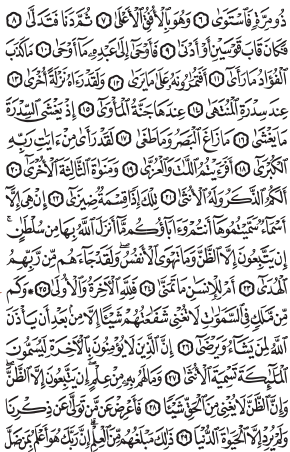 ذُو مِرَّةٍ فَٱسْتَوَىٰ ٦ وَهُوَ بِٱلْأُفُقِ ٱلْأَعْلَىٰ ٧ ثُمَّ دَنَا فَتَدَلَّىٰ ٨
فَكَانَ قَابَ قَوْسَيْنِ أَوْ أَدْنَىٰ ٩ فَأَوْحَىٰٓ إِلَىٰ عَبْدِهِۦ مَآ أَوْحَىٰ ١٠ مَا كَذَبَ
ٱلْفُؤَادُ مَا رَأَىٰٓ ١١ أَفَتُمَٰرُونَهُۥ عَلَىٰ مَا يَرَىٰ ١٢ وَلَقَدْ رَءَاهُ نَزْلَةً أُخْرَىٰ ١٣
عِندَ سِدْرَةِ ٱلْمُنتَهَىٰ ١٤ عِندَهَا جَنَّةُ ٱلْمَأْوَىٰٓ ١٥ إِذْ يَغْشَى ٱلسِّدْرَةَ
مَا يَغْشَىٰ ١٦ مَا زَاغَ ٱلْبَصَرُ وَمَا طَغَىٰ ١٧ لَقَدْ رَأَىٰ مِنْ ءَايَٰتِ رَبِّهِ
ٱلْكُبْرَىٰٓ ١٨ أَفَرَءَيْتُمُ ٱللَّٰتَ وَٱلْعُزَّىٰ ١٩ وَمَنَوٰةَ ٱلثَّالِثَةَ ٱلْأُخْرَىٰٓ ٢٠
أَلَكُمُ ٱلذَّكَرُ وَلَهُ ٱلْأُنثَىٰ ٢١ تِلْكَ إِذًا قِسْمَةٌ ضِيزَىٰٓ ٢٢ إِنْ هِىَ إِلَّآ
أَسْمَآءٌ سَمَّيْتُمُوهَآ أَنتُمْ وَءَابَآؤُكُم مَّآ أَنزَلَ ٱللَّهُ بِهَا مِن سُلْطَٰنٍ ۚ
إِن يَتَّبِعُونَ إِلَّا ٱلظَّنَّ وَمَا تَهْوَى ٱلْأَنفُسُ ۖ وَلَقَدْ جَآءَهُم مِّن رَّبِّهِمُ
ٱلْهُدَىٰٓ ٢٣ أَمْ لِلْإِنسَٰنِ مَا تَمَنَّىٰ ٢٤ فَلِلَّهِ ٱلْءَاخِرَةُ وَٱلْأُولَىٰ ٢٥ وَكَم
مِّن مَّلَكٍ فِى ٱلسَّمَٰوَٰتِ لَا تُغْنِى شَفَٰعَتُهُمْ شَيْـًٔا إِلَّا مِنۢ بَعْدِ أَن يَأْذَنَ
ٱللَّهُ لِمَن يَشَآءُ وَيَرْضَىٰٓ ٢٦ إِنَّ ٱلَّذِينَ لَا يُؤْمِنُونَ بِٱلْءَاخِرَةِ لَيُسَمُّونَ
ٱلْمَلَٰٓئِكَةَ تَسْمِيَةَ ٱلْأُنثَىٰ ٢٧ وَمَا لَهُم بِهِۦ مِنْ عِلْمٍ ۖ إِن يَتَّبِعُونَ إِلَّا ٱلظَّنَّ ۖ
وَإِنَّ ٱلظَّنَّ لَا يُغْنِى مِنَ ٱلْحَقِّ شَيْـًٔا ٢٨ فَأَعْرِضْ عَن مَّن تَوَلَّىٰ عَن ذِكْرِنَا
وَلَمْ يُرِدْ إِلَّا ٱلْحَيَوٰةَ ٱلدُّنْيَا ٢٩ ذَٰلِكَ مَبْلَغُهُم مِّنَ ٱلْعِلْمِ ۚ إِنَّ رَبَّكَ هُوَ أَعْلَمُ بِمَن ضَلَّ